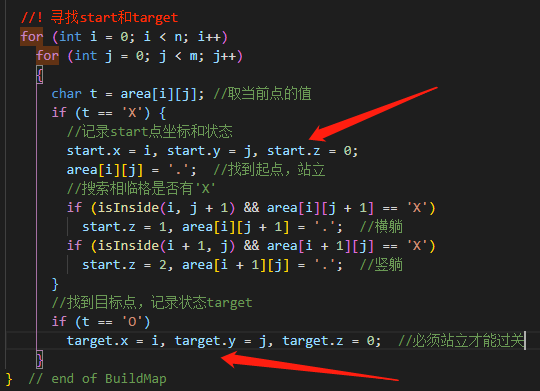 //! 寻找start和target
for (int i = 0; i < n; i++)
for (int j = 0; j < m; j++)
{
char t = area[i][j]; //取当前点的值
if (t == 'X') {
//记录start点坐标和状态
start.x = i, start.y = j, start.z = 0;
area[i][j] = '.'; //找到起点，站立
//搜索相临格是否有'X'
if (isInside(i, j + 1) && area[i][j + 1] == 'X')
start.z = 1, area[i][j + 1] = '.'; //横躺
if (isInside(i + 1, j) && area[i + 1][j] == 'X')
start.z = 2, area[i + 1][j] = '.'; //竖躺
}
//找到目标点，记录状态target
if (t == 'O')
target.x = i, target.y = j, target.z = 0; //必须站立才能过关
}
} // end of BuildMap